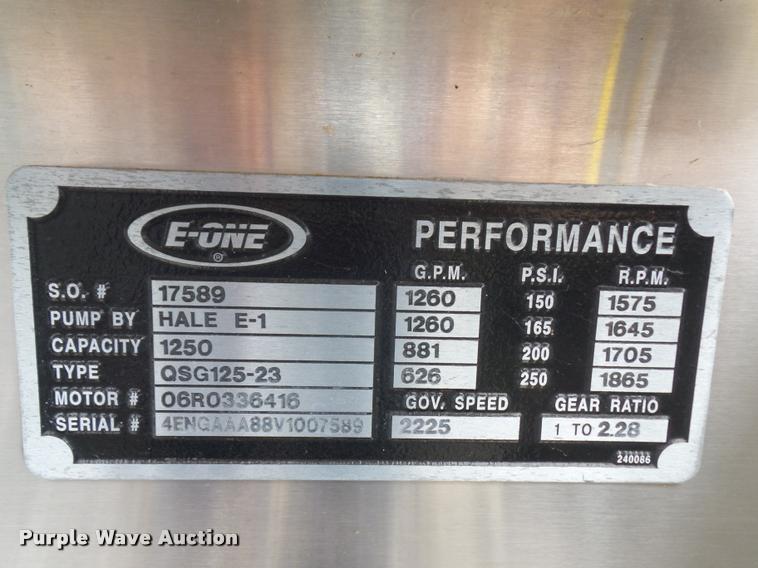 E-ONE ®
PERFORMANCE
G.P.M. P.S.I. R.P.M.
S.O. # 17589 1260 150 1575
PUMP BY HALE E-1 1260 165 1645
CAPACITY 1250 881 200 1705
TYPE QSG125-23 626 250 1865
MOTOR # 06R0336416 GOV. SPEED GEAR RATIO
SERIAL # 4ENGAAA88V1007589 2225 1 TO 2.28
240086
Purple Wave Auction